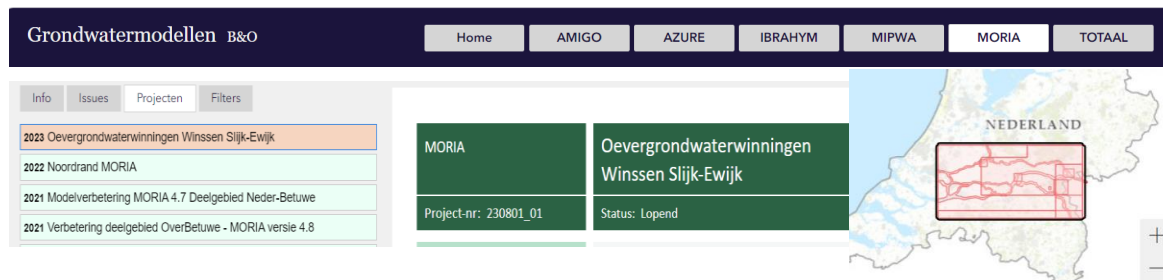 Grondwatermodellen B&O
Home AMIGO AZURE IBRAHYM MIPWA MORIA TOTAAL
Info Issues Projecten Filters
2023 Oevergrondwaterwinningen Winssen Slijk-Ewijk
2022 Noordrand MORIA
2021 Modelverbetering MORIA 4.7 Deelgebied Neder-Betuwe
2021 Verbetering deelgebied OverBetuwe - MORIA versie 4.8
MORIA
Oevergrondwaterwinningen
Winssen Slijk-Ewijk
Project-nr: 230801_01
Status: Lopend
NEDERLAND
+
−